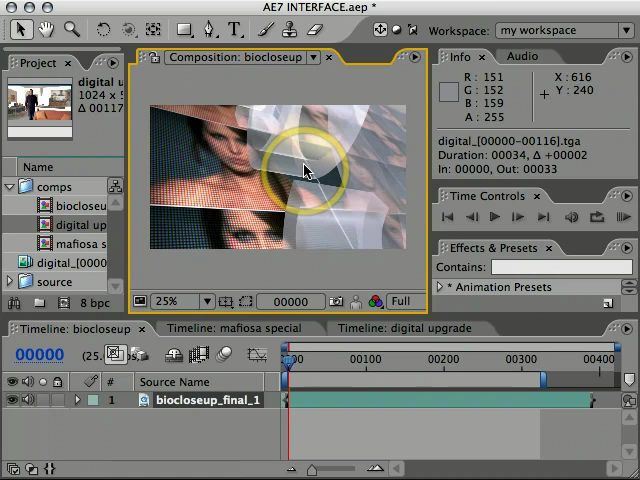 AE7 INTERFACE.aep *
Workspace: my workspace
Project ×
digital u
1024 x 5
Δ 00117
Name
comps
biocloseu
digital up
mafiosa s
digital_[000
source
8 bpc
Composition: biocloseup ×
25%
00000
Full
Info × Audio
R: 151
G: 152
B: 159
A: 255
X: 616
Y: 240
digital_[00000-00116].tga
Duration: 00034, Δ +00002
In: 00000, Out: 00033
Time Controls ×
Effects & Presets ×
Contains:
* Animation Presets
Timeline: biocloseup × Timeline: mafiosa special Timeline: digital upgrade
00000
(25.
00100 00200 00300 00400
# Source Name
1 biocloseup_final_1